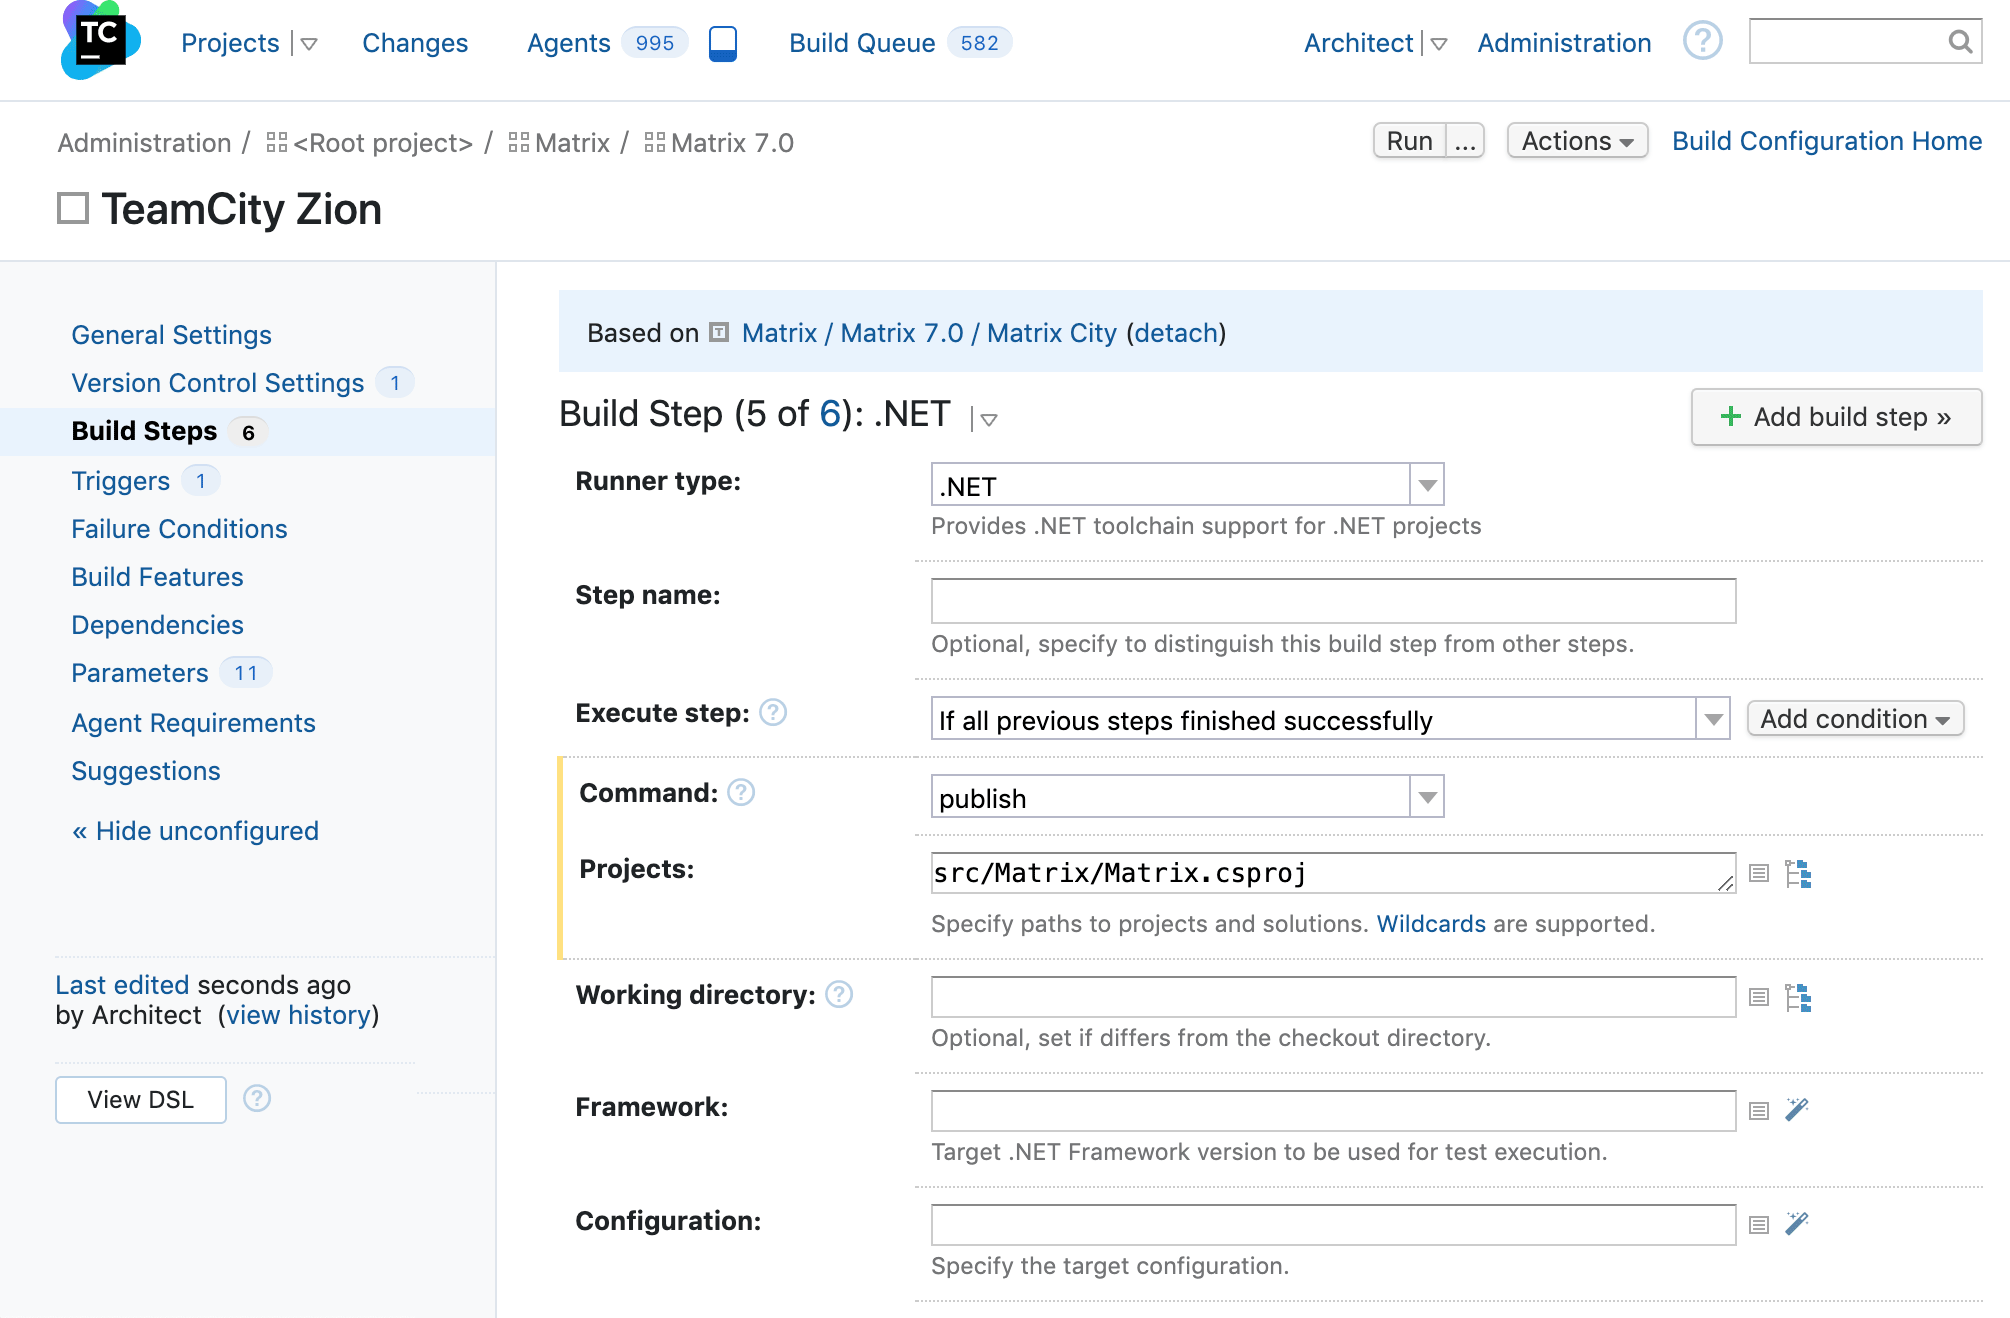 TC
Projects
Changes
Agents 995
Build Queue 582
Architect
Administration
?
Administration / <Root project> / Matrix / Matrix 7.0
Run ...
Actions
Build Configuration Home
TeamCity Zion
General Settings
Version Control Settings 1
Build Steps 6
Triggers 1
Failure Conditions
Build Features
Dependencies
Parameters 11
Agent Requirements
Suggestions
« Hide unconfigured
Last edited seconds ago
by Architect (view history)
View DSL ?
Based on T Matrix / Matrix 7.0 / Matrix City (detach)
Build Step (5 of 6): .NET
+ Add build step »
Runner type: .NET
Provides .NET toolchain support for .NET projects
Step name:
Optional, specify to distinguish this build step from other steps.
Execute step: ? If all previous steps finished successfully Add condition
Command: ? publish
Projects: src/Matrix/Matrix.csproj
Specify paths to projects and solutions. Wildcards are supported.
Working directory: ?
Optional, set if differs from the checkout directory.
Framework:
Target .NET Framework version to be used for test execution.
Configuration:
Specify the target configuration.